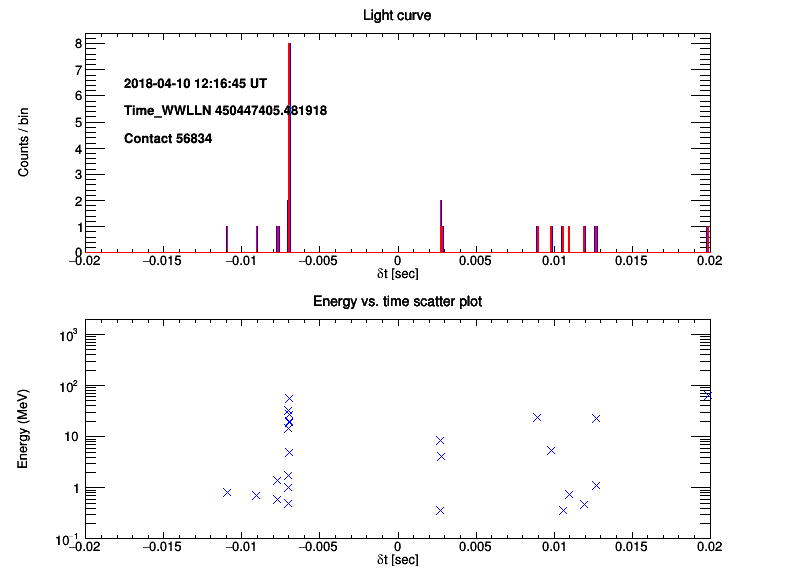 Light curve
8
7
6
5
4
3
2
1
0
Counts / bin
2018-04-10 12:16:45 UT
Time_WWLLN 450447405.481918
Contact 56834
−0.02 −0.015 −0.01 −0.005 0 0.005 0.01 0.015 0.02
δt [sec]
Energy vs. time scatter plot
10³
10²
10
1
10⁻¹
Energy (MeV)
−0.02 −0.015 −0.01 −0.005 0 0.005 0.01 0.015 0.02
δt [sec]